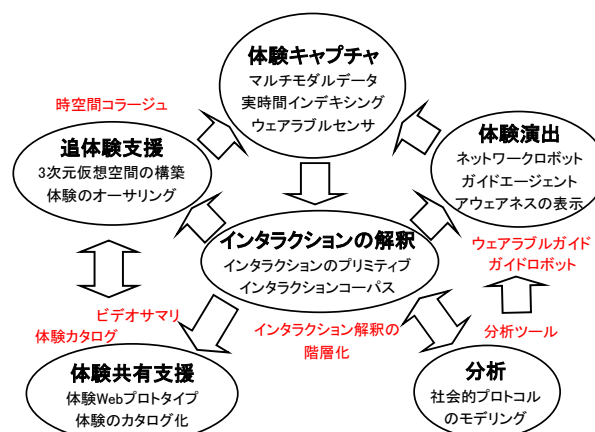 体験キャプチャ
マルチモーダルデータ
実時間インデキシング
ウェアラブルセンサ
時空間コラージュ
追体験支援
3次元仮想空間の構築
体験のオーサリング
体験演出
ネットワークロボット
ガイドエージェント
アウェアネスの表示
インタラクションの解釈
インタラクションのプリミティブ
インタラクションコーパス
ウェアラブルガイド
ガイドロボット
ビデオサマリ
体験カタログ
インタラクション解釈の
階層化
分析ツール
体験共有支援
体験Webプロトタイプ
体験のカタログ化
分析
社会的プロトコル
のモデリング